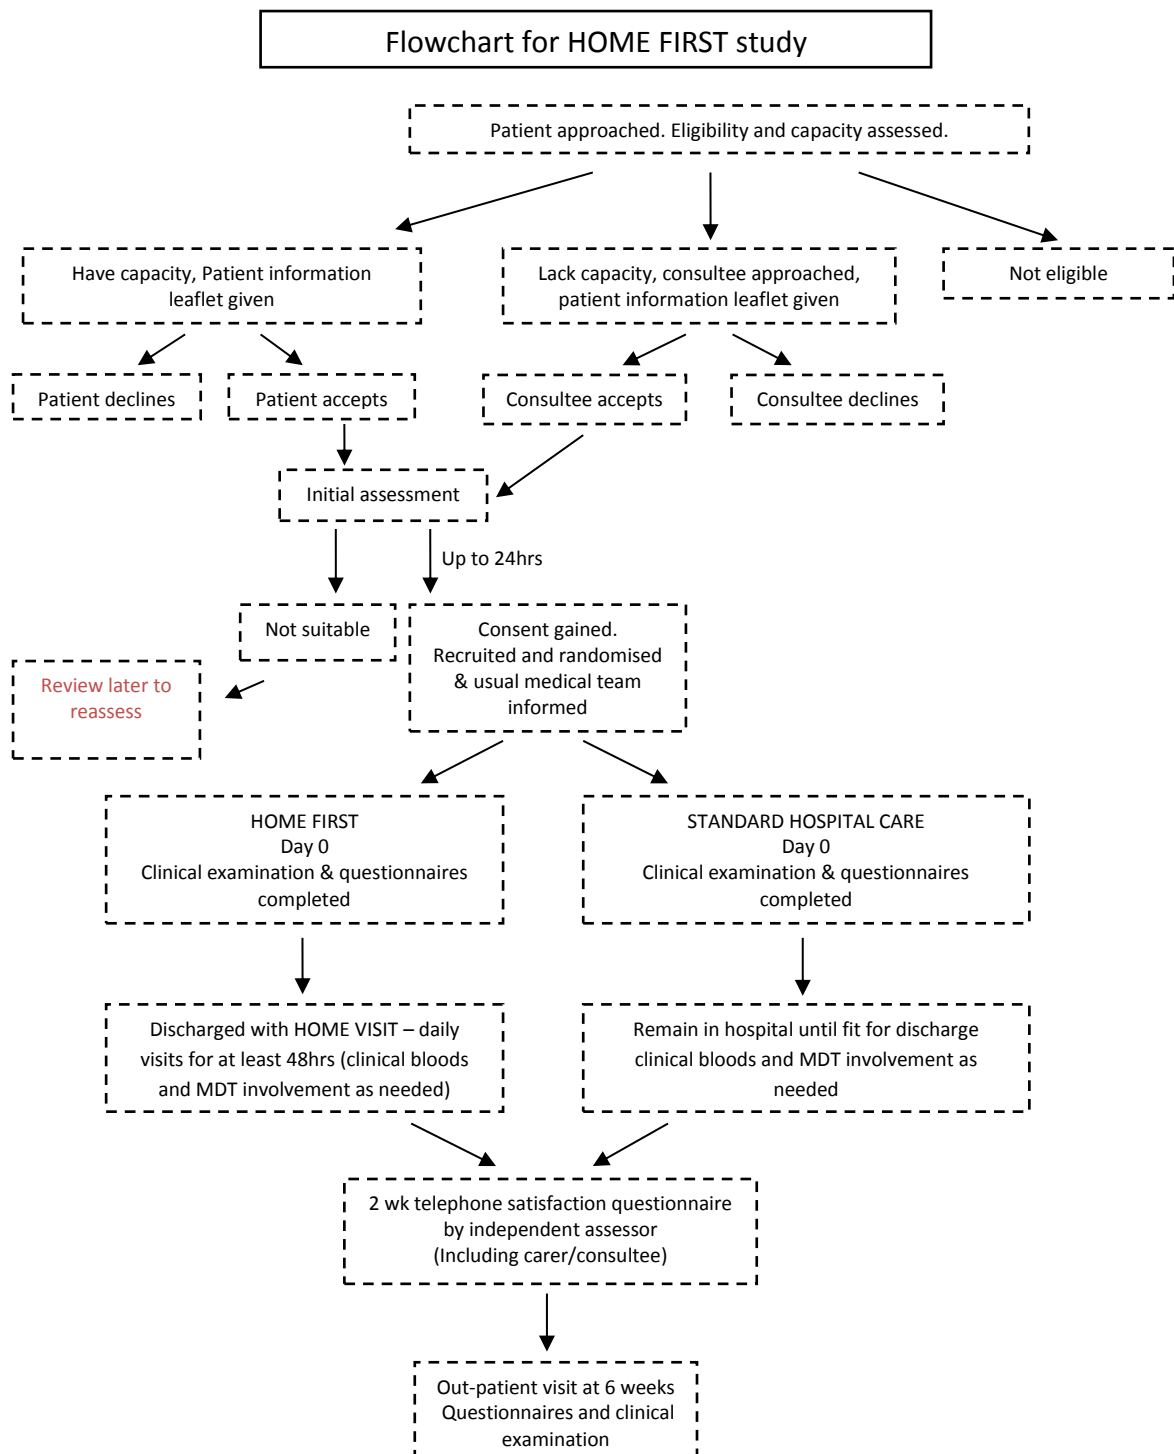 Flowchart for HOME FIRST study
Patient approached. Eligibility and capacity assessed.
Have capacity, Patient information
leaflet given
Lack capacity, consultee approached,
patient information leaflet given
Not eligible
Patient declines
Patient accepts
Consultee accepts
Consultee declines
Initial assessment
Up to 24hrs
Not suitable
Consent gained.
Recruited and randomised
& usual medical team
informed
Review later to
reassess
HOME FIRST
Day 0
Clinical examination & questionnaires
completed
STANDARD HOSPITAL CARE
Day 0
Clinical examination & questionnaires
completed
Discharged with HOME VISIT – daily
visits for at least 48hrs (clinical bloods
and MDT involvement as needed)
Remain in hospital until fit for discharge
clinical bloods and MDT involvement as
needed
2 wk telephone satisfaction questionnaire
by independent assessor
(Including carer/consultee)
Out-patient visit at 6 weeks
Questionnaires and clinical
examination